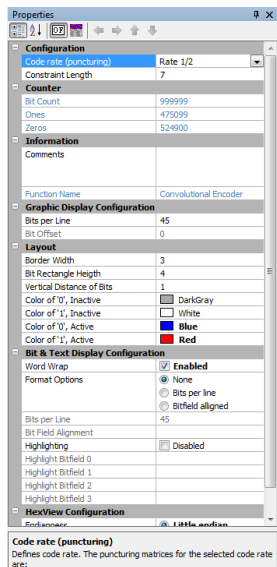 Properties
Configuration
Code rate (puncturing) Rate 1/2
Constraint Length 7
Counter
Bit Count 999999
Ones 475099
Zeros 524900
Information
Comments
Function Name Convolutional Encoder
Graphic Display Configuration
Bits per Line 45
Bit Offset 0
Layout
Border Width 3
Bit Rectangle Heigth 4
Vertical Distance of Bits 1
Color of '0', Inactive DarkGray
Color of '1', Inactive White
Color of '0', Active Blue
Color of '1', Active Red
Bit & Text Display Configuration
Word Wrap Enabled
Format Options None
Bits per line
Bitfield alligned
Bits per Line 45
Bit Field Alignment
Highlighting Disabled
Highlight Bitfield 0
Highlight Bitfield 1
Highlight Bitfield 2
Highlight Bitfield 3
HexView Configuration
Endianness Little endian
Code rate (puncturing)
Defines code rate. The puncturing matrices for the selected code rate
are: